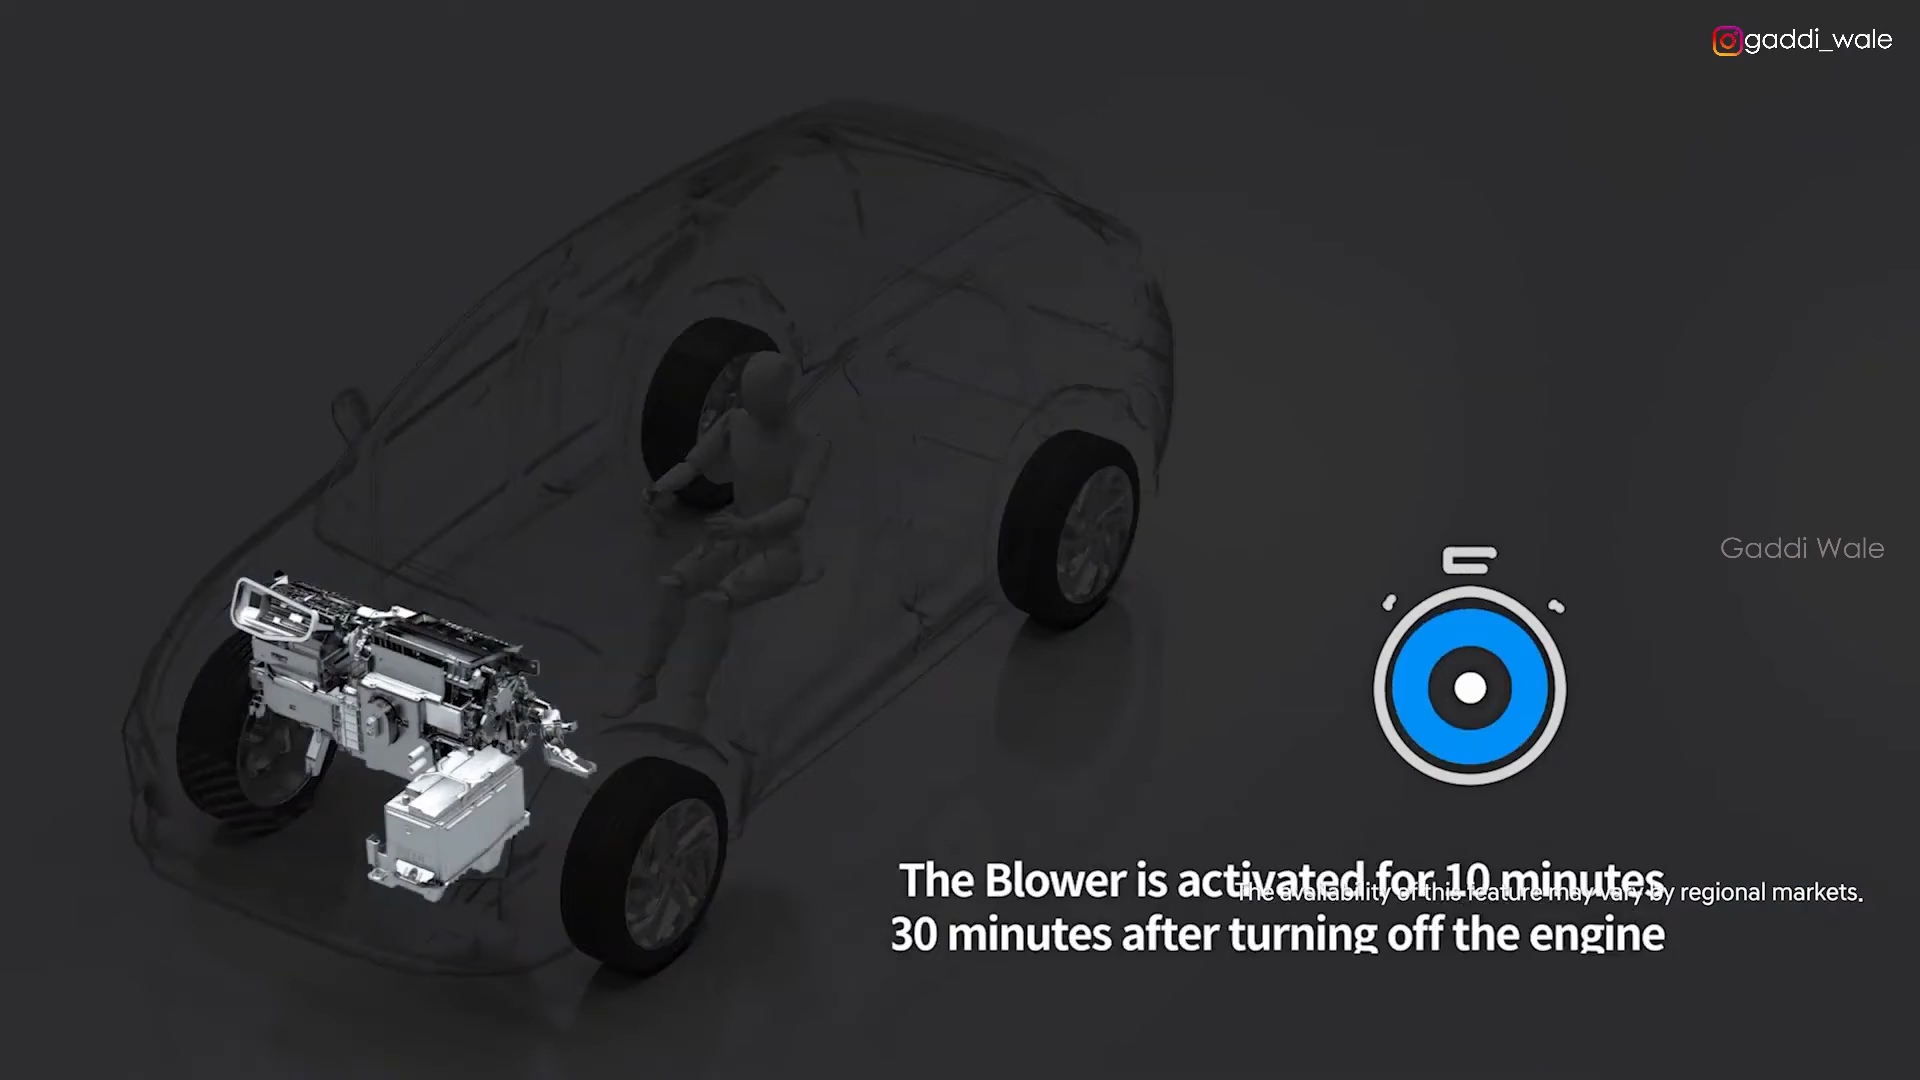 gaddi_wale
Gaddi Wale
The Blower is activated for 10 minutes
The availability of this feature may vary by regional markets.
30 minutes after turning off the engine